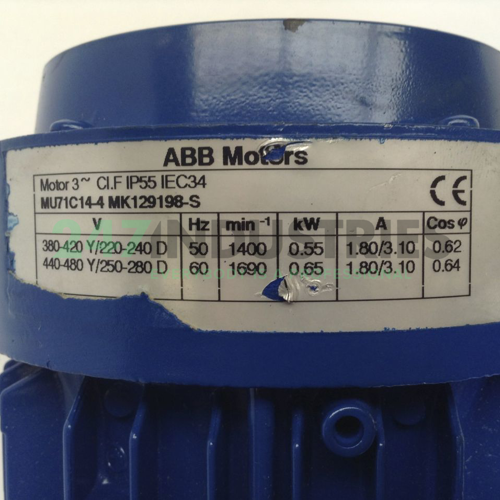 ABB Motors
Motor 3~ Cl.F IP55 IEC34
MU71C14-4 MK129198-S
CE
V Hz min⁻¹ kW A Cos φ
380-420 Y/220-240 D 50 1400 0.55 1.80/3.10 0.62
440-480 Y/250-280 D 60 1690 0.65 1.80/3.10 0.64
247 INDUSTRIES